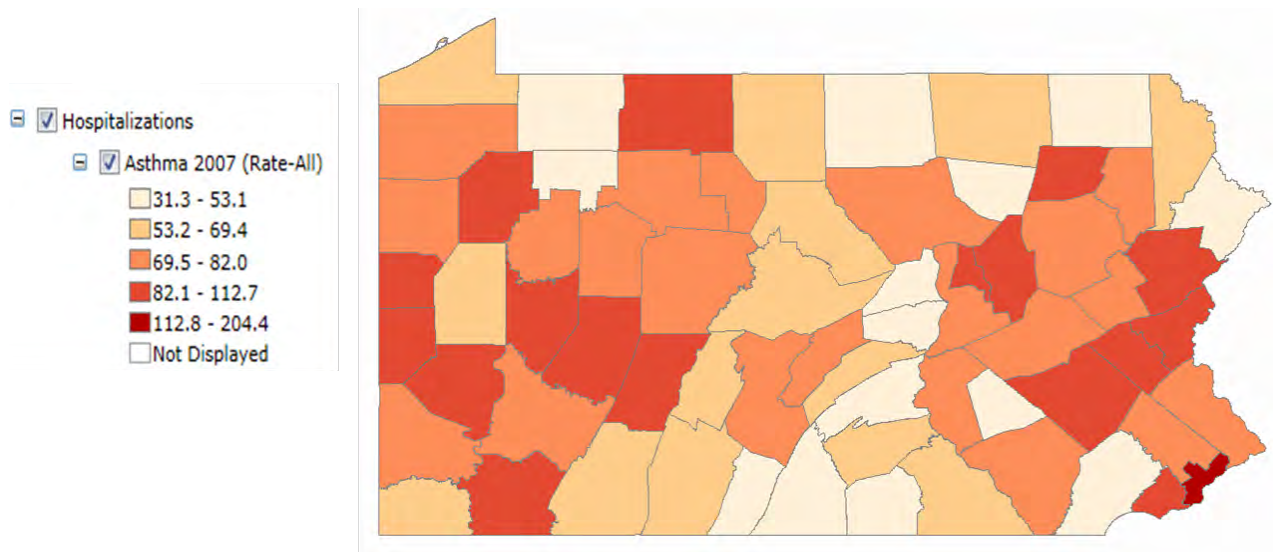 Hospitalizations
Asthma 2007 (Rate-All)
31.3 - 53.1
53.2 - 69.4
69.5 - 82.0
82.1 - 112.7
112.8 - 204.4
Not Displayed